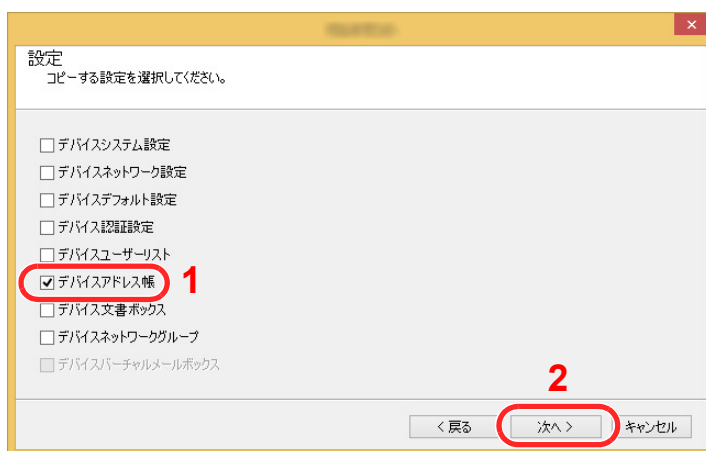 設定
コピーする設定を選択してください。
デバイスシステム設定
デバイスネットワーク設定
デバイスデフォルト設定
デバイス認証設定
デバイスユーザーリスト
デバイスアドレス帳 1
デバイス文書ボックス
デバイスネットワークグループ
デバイスバーチャルメールボックス
2
< 戻る 次へ > キャンセル